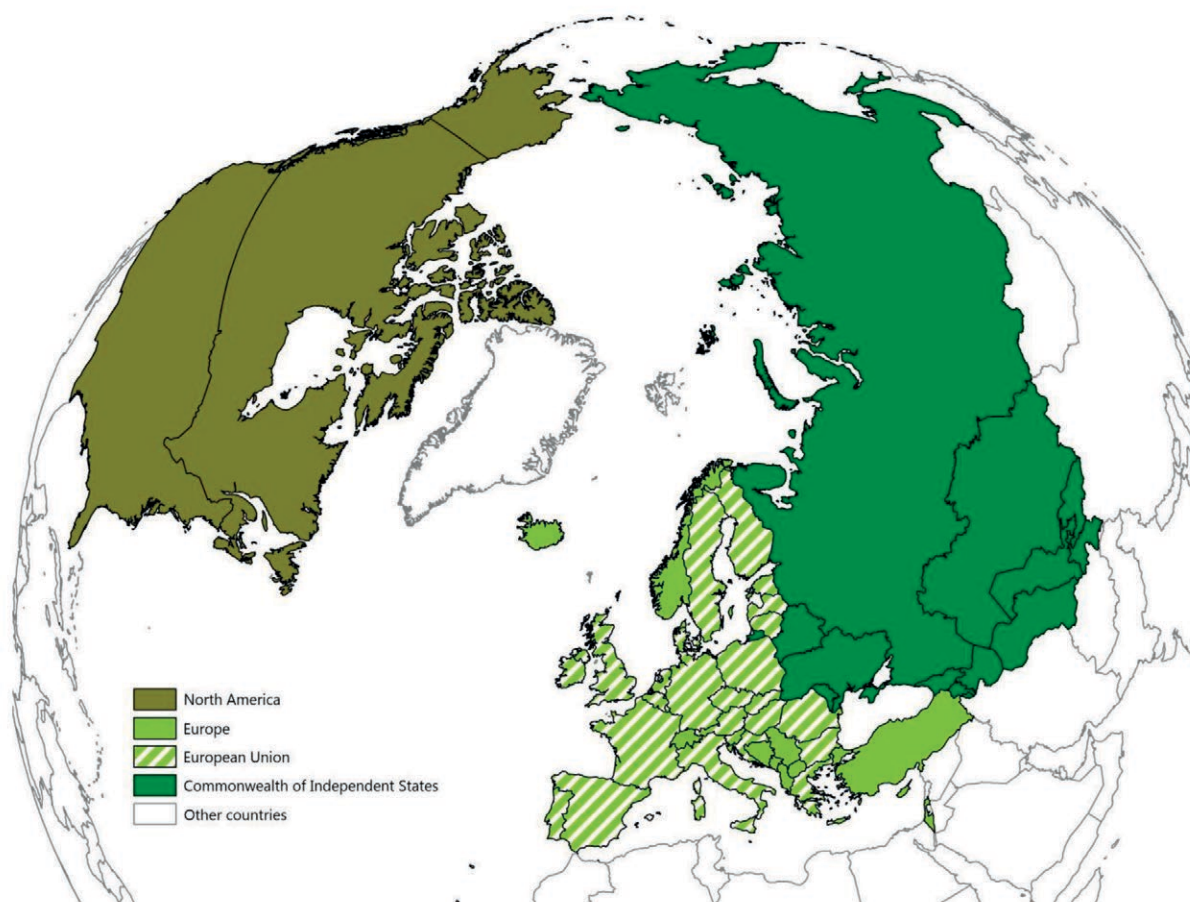 North America
Europe
European Union
Commonwealth of Independent States
Other countries